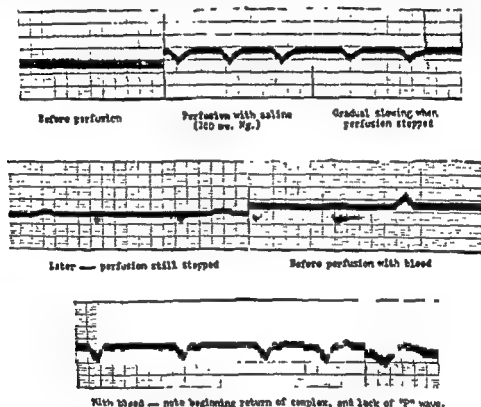 Before perfusion
Perfusion with saline
(200 mm. Hg.)
Gradual slowing when
perfusion stopped
Later — perfusion still stopped
Before perfusion with blood
With blood — note beginning return of complex, and lack of "P" wave.